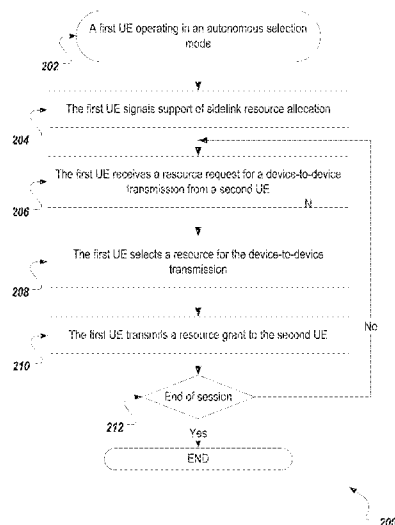 A first UE operating in an autonomous selection
mode
202
The first UE signals support of sidelink resource allocation
204
The first UE receives a resource request for a device-to-device
transmission from a second UE
N
206
The first UE selects a resource for the device-to-device
transmission
208
The first UE transmits a resource grant to the second UE
No
210
End of session
212
Yes
END
200